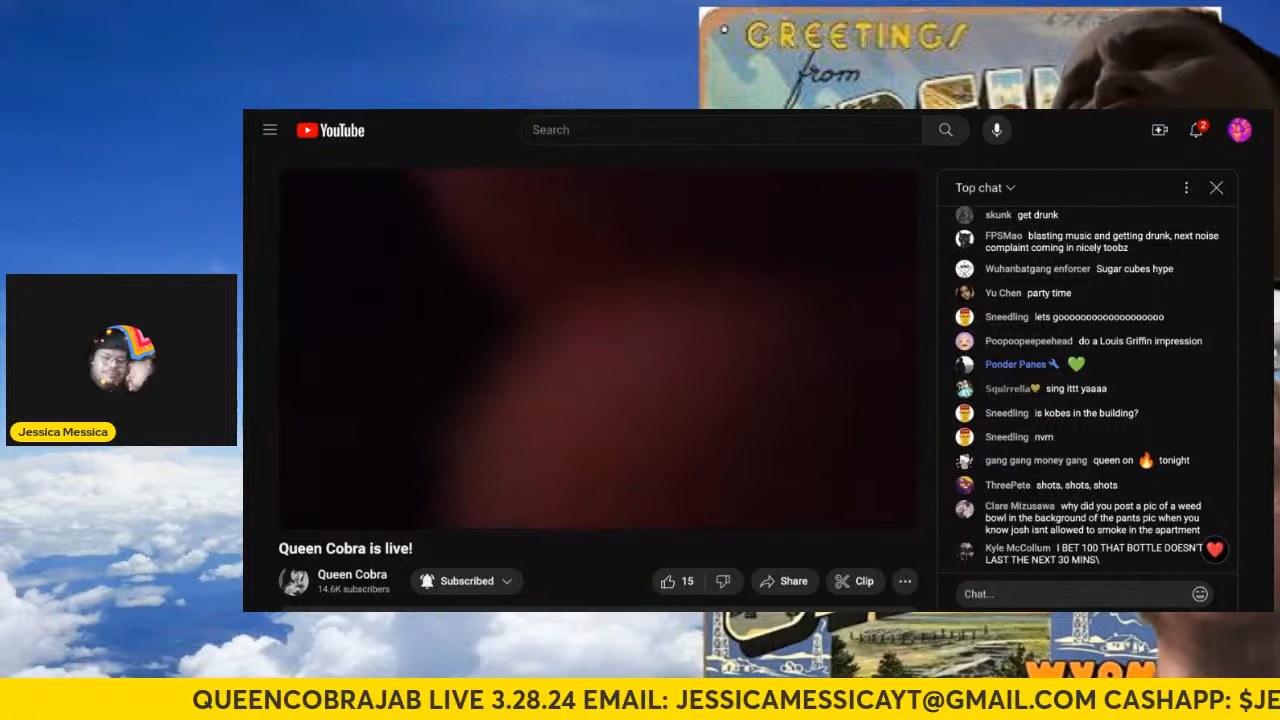 GREETINGS
from
YouTube
Search
2
Top chat
skunk get drunk
FPSMao blasting music and getting drunk, next noise
complaint coming in nicely toobz
Wuhanbatgang enforcer Sugar cubes hype
Yu Chen party time
Sneedling lets gooooooooooooooooooo
Poopoopeepeehead do a Louis Griffin impression
Ponder Panes
Squirrella sing ittt yaaaa
Sneedling is kobes in the building?
Sneedling nvm
gang gang money gang queen on 🔥 tonight
ThreePete shots, shots, shots
Clare Mizusawa why did you post a pic of a weed
bowl in the background of the pants pic when you
know josh isnt allowed to smoke in the apartment
Kyle McCollum I BET 100 THAT BOTTLE DOESN'T
LAST THE NEXT 30 MINS\
Chat...
Jessica Messica
Queen Cobra is live!
Queen Cobra
14.6K subscribers
Subscribed
15
Share
Clip
QUEENCOBRAJAB LIVE 3.28.24 EMAIL: JESSICAMESSICAYT@GMAIL.COM CASHAPP: $JE